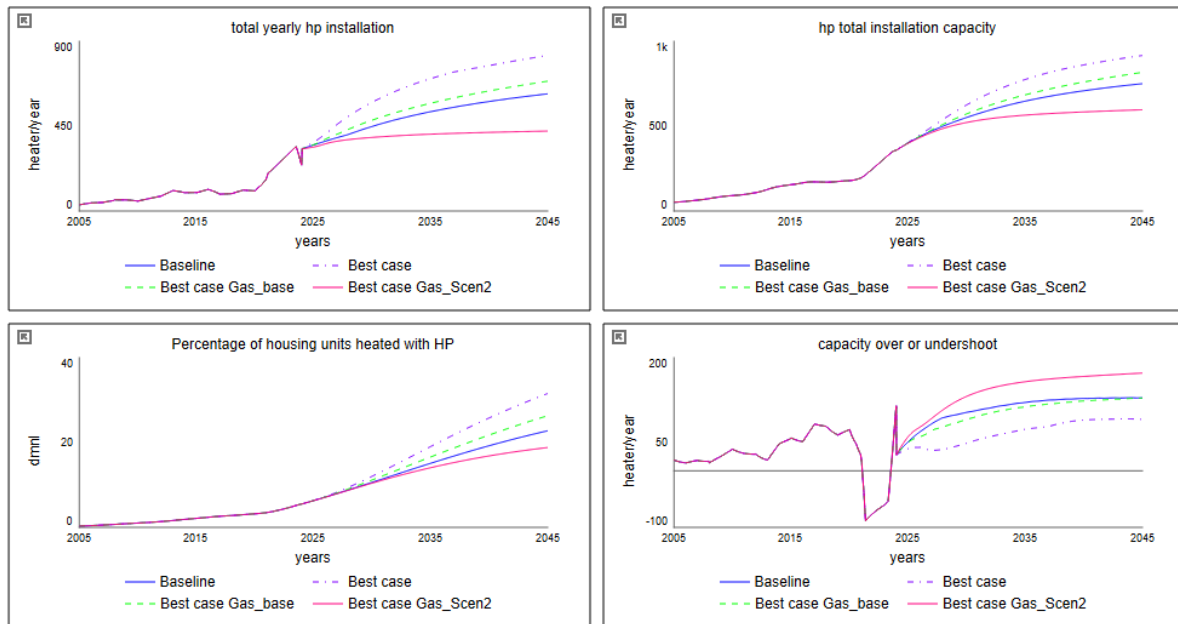 total yearly hp installation
900
450
0
heater/year
2005
2015
2025
2035
2045
years
Baseline
Best case
Best case Gas_base
Best case Gas_Scen2
hp total installation capacity
1k
500
0
heater/year
2005
2015
2025
2035
2045
years
Baseline
Best case
Best case Gas_base
Best case Gas_Scen2
Percentage of housing units heated with HP
40
20
0
dmnl
2005
2015
2025
2035
2045
years
Baseline
Best case
Best case Gas_base
Best case Gas_Scen2
capacity over or undershoot
200
50
-100
heater/year
2005
2015
2025
2035
2045
years
Baseline
Best case
Best case Gas_base
Best case Gas_Scen2